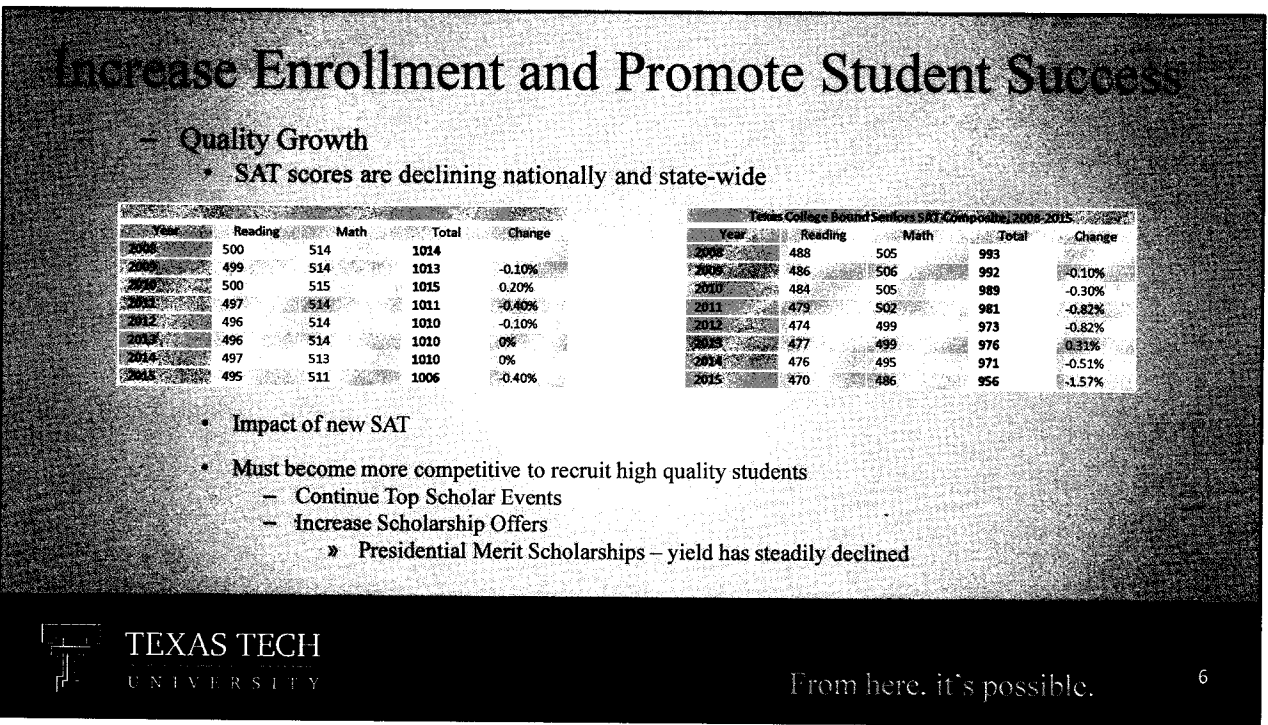 Increase Enrollment and Promote Student Success
– Quality Growth
• SAT scores are declining nationally and state-wide
Year Reading Math Total Change
2008 500 514 1014
2009 499 514 1013 -0.10%
2010 500 515 1015 0.20%
2011 497 514 1011 -0.40%
2012 496 514 1010 -0.10%
2013 496 514 1010 0%
2014 497 513 1010 0%
2015 495 511 1006 -0.40%
Texas College Bound Seniors SAT Composite, 2008-2015
Year Reading Math Total Change
2008 488 505 993
2009 486 506 992 -0.10%
2010 484 505 989 -0.30%
2011 479 502 981 -0.82%
2012 474 499 973 -0.82%
2013 477 499 976 0.31%
2014 476 495 971 -0.51%
2015 470 486 956 -1.57%
• Impact of new SAT
• Must become more competitive to recruit high quality students
– Continue Top Scholar Events
– Increase Scholarship Offers
» Presidential Merit Scholarships – yield has steadily declined
TEXAS TECH
UNIVERSITY
From here. it's possible.
6